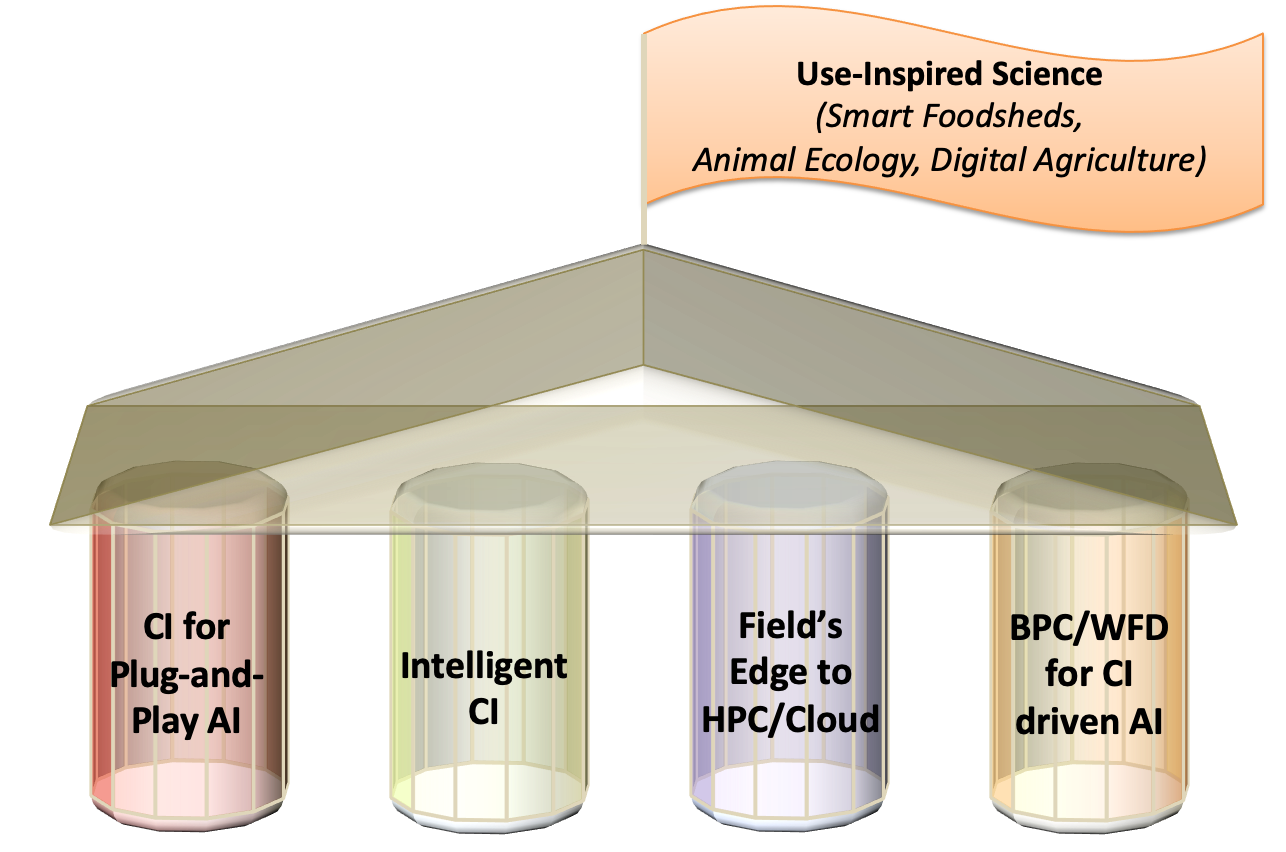 Use-Inspired Science
(Smart Foodsheds,
Animal Ecology, Digital Agriculture)
CI for
Plug-and-
Play AI
Intelligent
CI
Field’s
Edge to
HPC/Cloud
BPC/WFD
for CI
driven AI